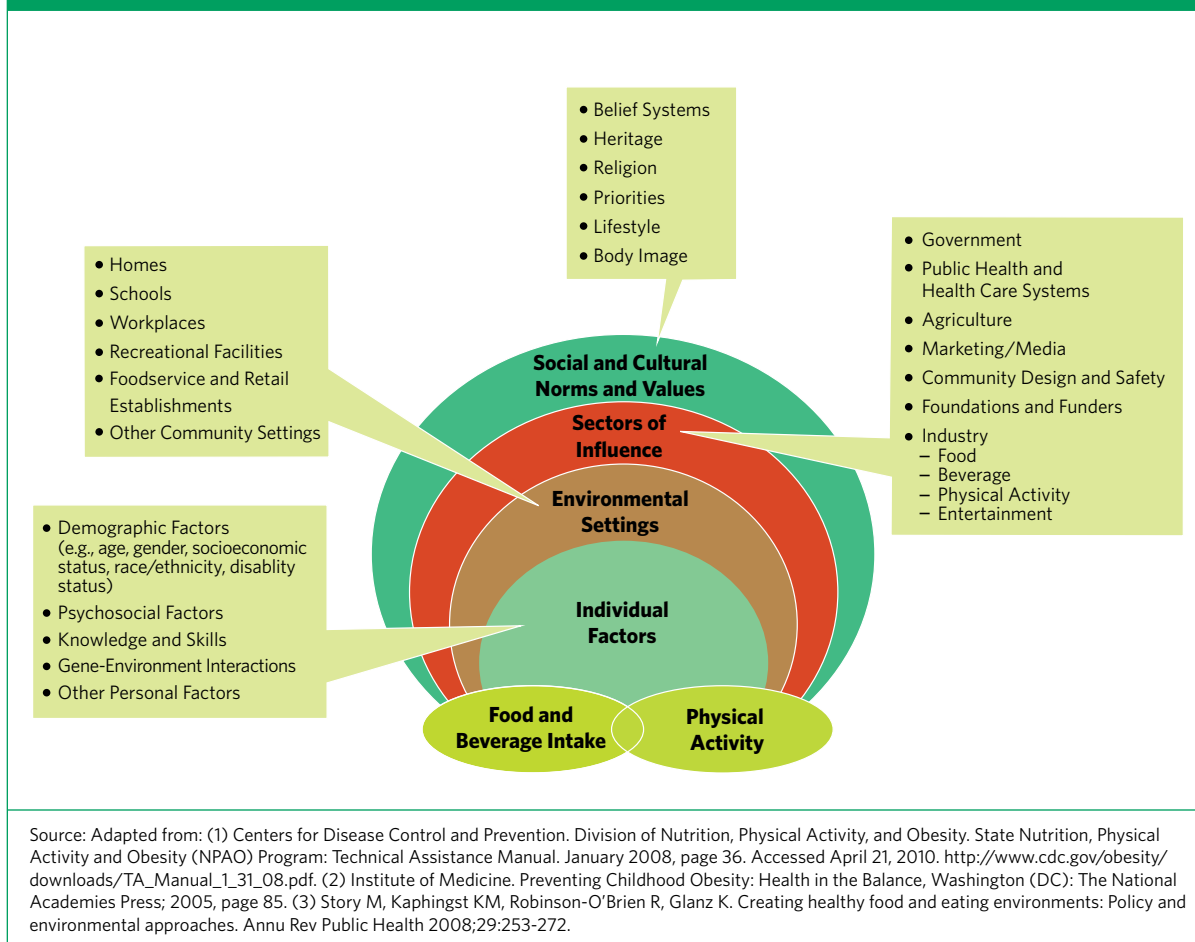 • Belief Systems
• Heritage
• Religion
• Priorities
• Lifestyle
• Body Image
• Homes
• Schools
• Workplaces
• Recreational Facilities
• Foodservice and Retail
Establishments
• Other Community Settings
• Government
• Public Health and
Health Care Systems
• Agriculture
• Marketing/Media
• Community Design and Safety
• Foundations and Funders
• Industry
– Food
– Beverage
– Physical Activity
– Entertainment
• Demographic Factors
(e.g., age, gender, socioeconomic
status, race/ethnicity, disablity
status)
• Psychosocial Factors
• Knowledge and Skills
• Gene-Environment Interactions
• Other Personal Factors
Social and Cultural
Norms and Values
Sectors of
Influence
Environmental
Settings
Individual
Factors
Food and
Beverage Intake
Physical
Activity
Source: Adapted from: (1) Centers for Disease Control and Prevention. Division of Nutrition, Physical Activity, and Obesity. State Nutrition, Physical
Activity and Obesity (NPAO) Program: Technical Assistance Manual. January 2008, page 36. Accessed April 21, 2010. http://www.cdc.gov/obesity/
downloads/TA_Manual_1_31_08.pdf. (2) Institute of Medicine. Preventing Childhood Obesity: Health in the Balance, Washington (DC): The National
Academies Press; 2005, page 85. (3) Story M, Kaphingst KM, Robinson-O'Brien R, Glanz K. Creating healthy food and eating environments: Policy and
environmental approaches. Annu Rev Public Health 2008;29:253-272.